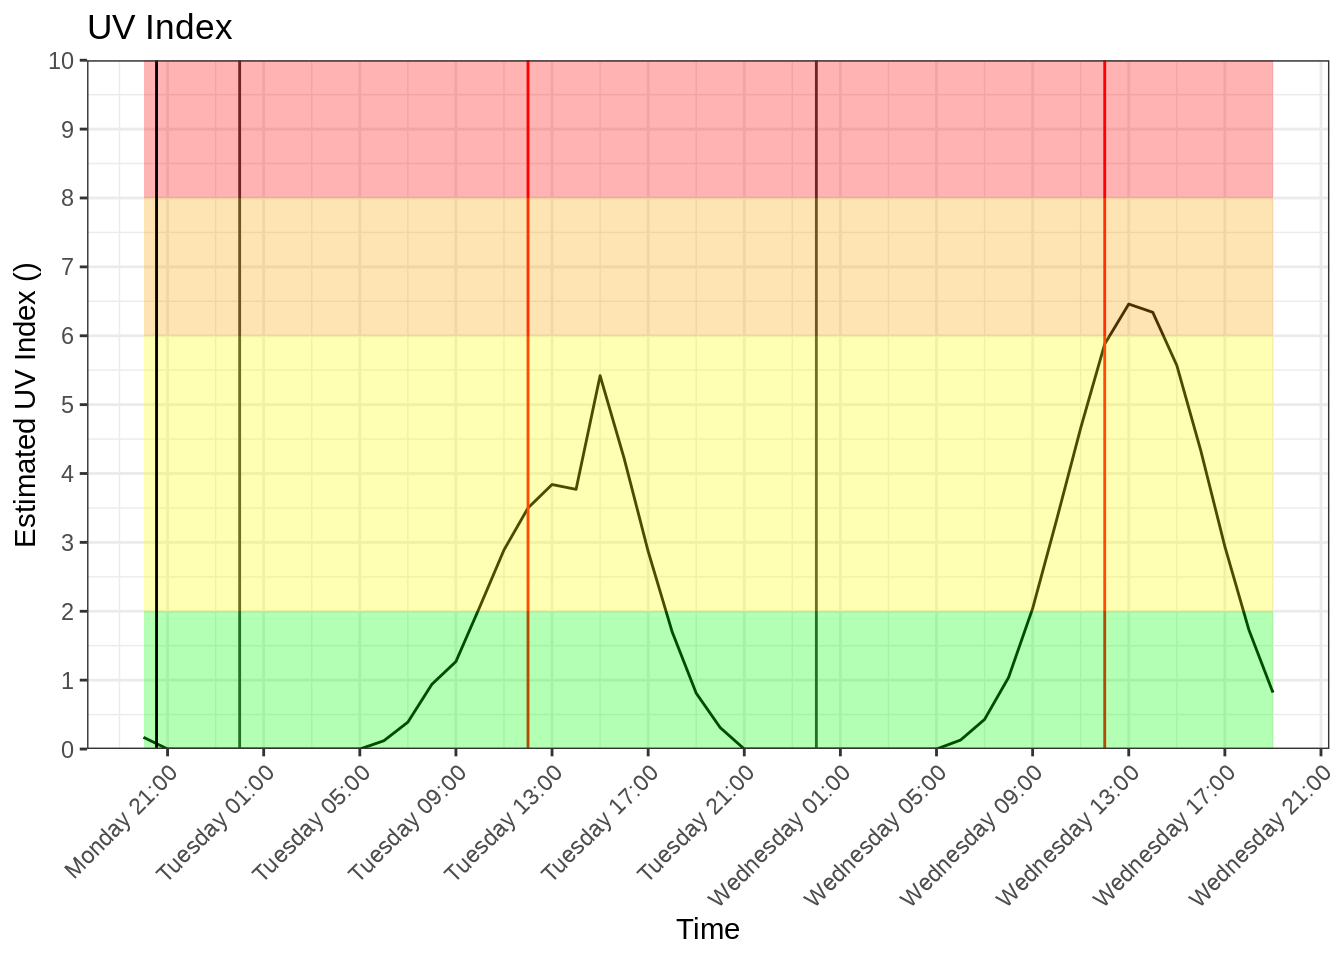 UV Index
Estimated UV Index ()
10
9
8
7
6
5
4
3
2
1
0
Monday 21:00
Tuesday 01:00
Tuesday 05:00
Tuesday 09:00
Tuesday 13:00
Tuesday 17:00
Tuesday 21:00
Wednesday 01:00
Wednesday 05:00
Wednesday 09:00
Wednesday 13:00
Wednesday 17:00
Wednesday 21:00
Time